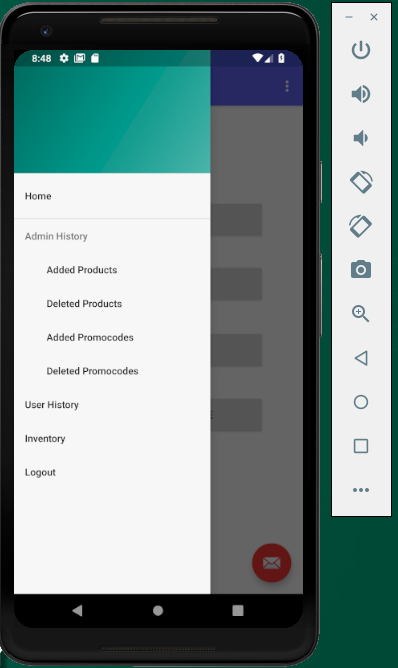 8:48
Home
Admin History
Added Products
Deleted Products
Added Promocodes
Deleted Promocodes
User History
Inventory
Logout